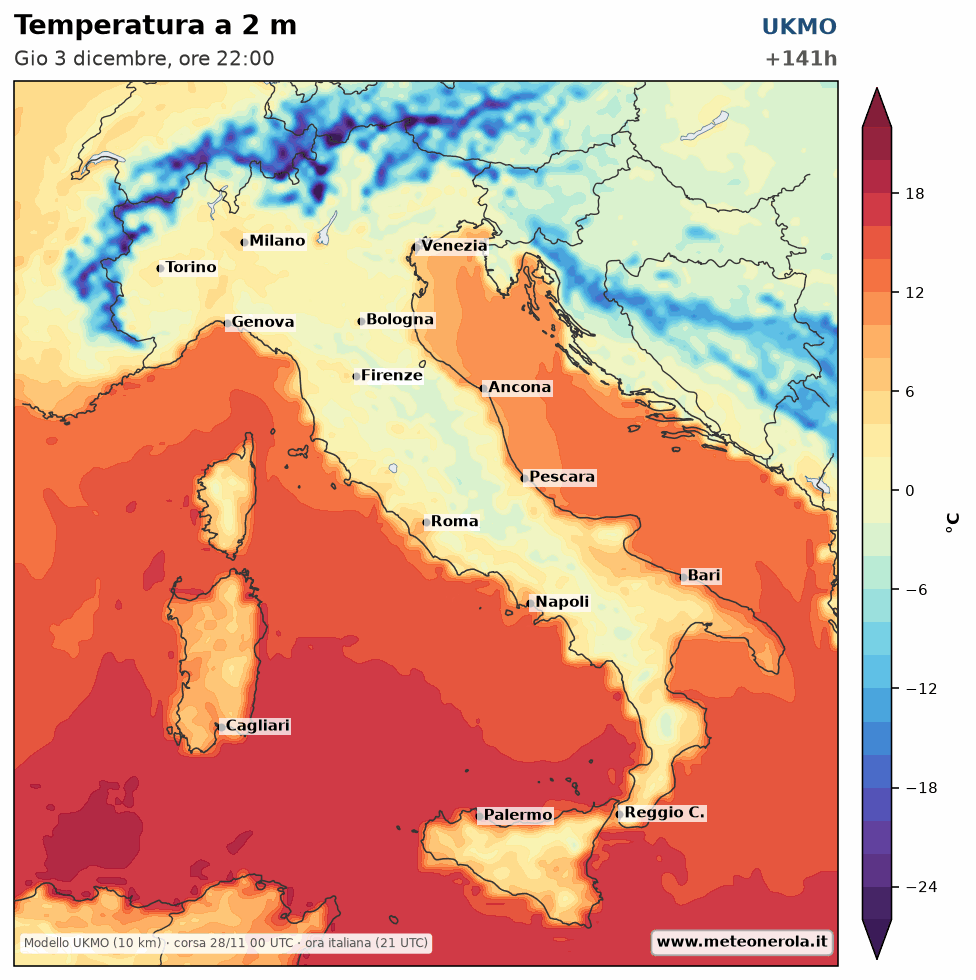 Temperatura a 2 m
UKMO
Gio 3 dicembre, ore 22:00
+141h
Milano
Venezia
Torino
Genova
Bologna
Firenze
Ancona
Pescara
Roma
Bari
Napoli
Cagliari
Palermo
Reggio C.
18
12
6
0
−6
−12
−18
−24
°C
Modello UKMO (10 km) · corsa 28/11 00 UTC · ora italiana (21 UTC)
www.meteonerola.it